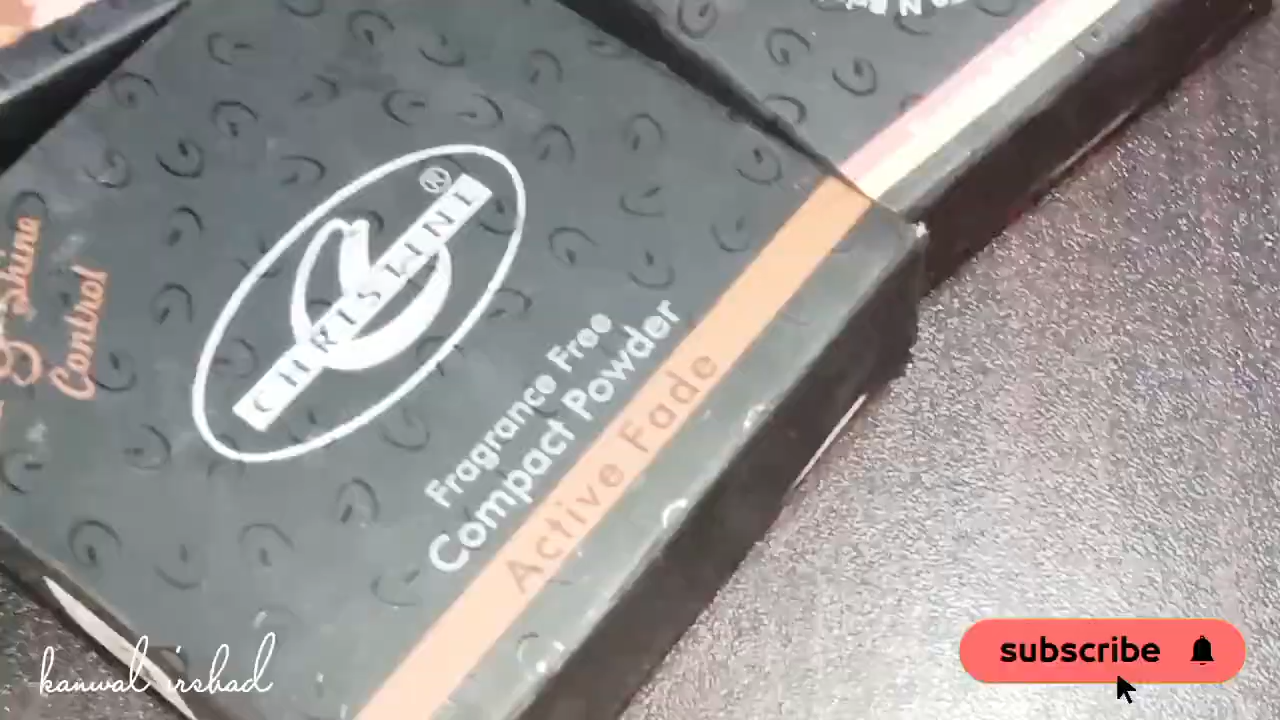 Shine
Control
CHRISTINE
®
Fragrance Free
Compact Powder
Active Fade
kanwal irshad
subscribe